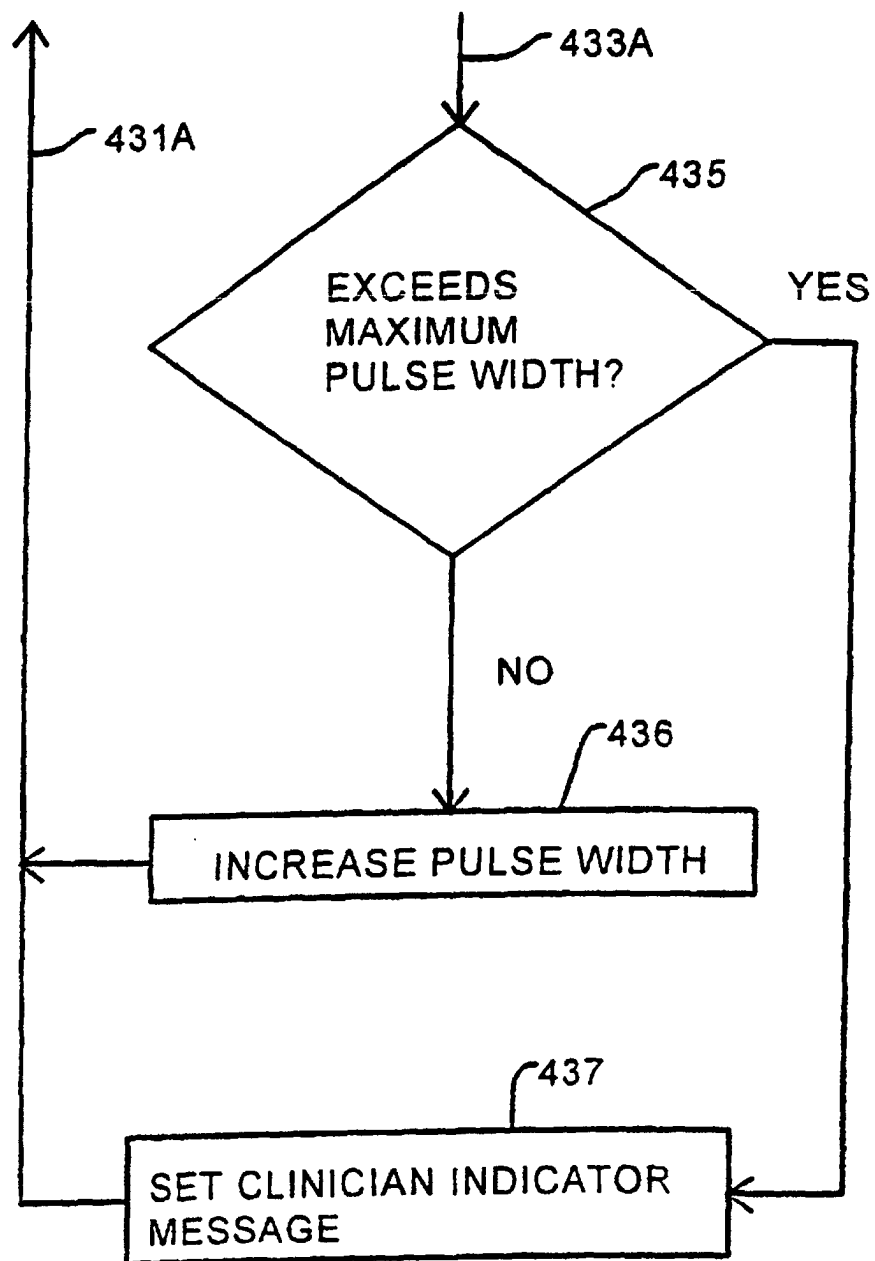 433A
431A
435
EXCEEDS
MAXIMUM
PULSE WIDTH?
YES
NO
436
INCREASE PULSE WIDTH
437
SET CLINICIAN INDICATOR
MESSAGE